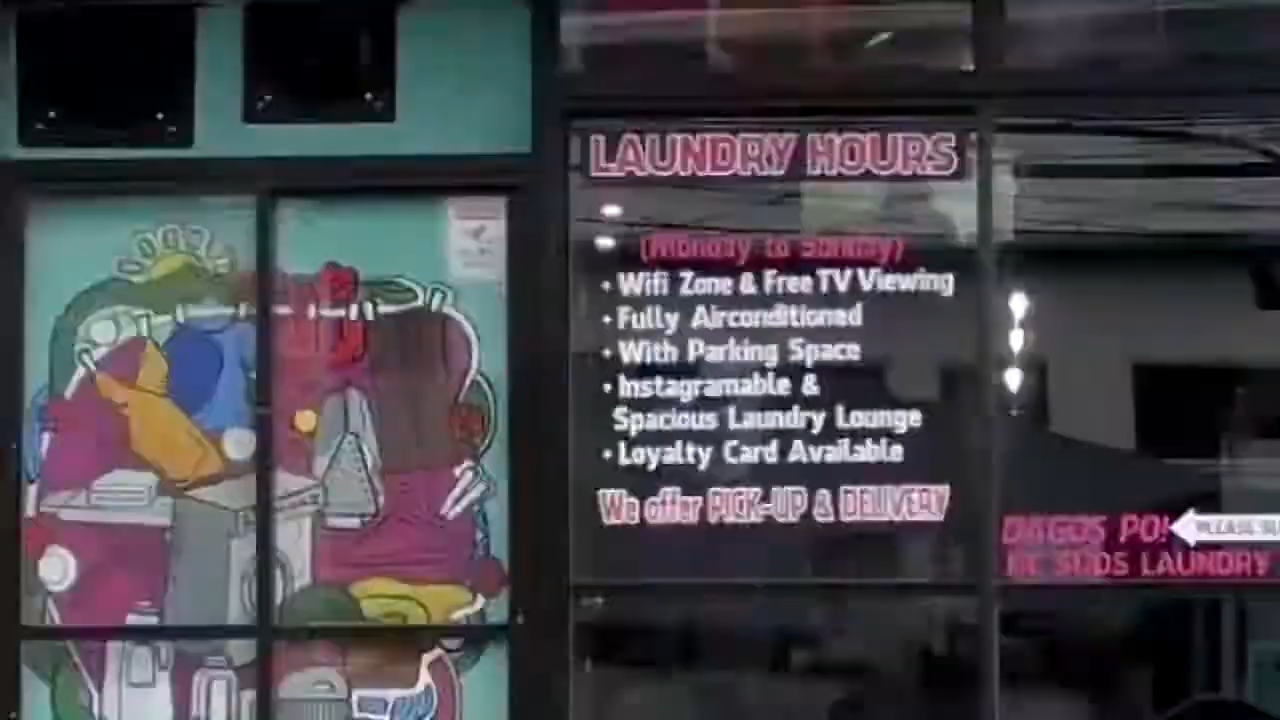 LAUNDRY HOURS
(Monday to Sunday)
• Wifi Zone & Free TV Viewing
• Fully Airconditioned
• With Parking Space
• Instagramable &
Spacious Laundry Lounge
• Loyalty Card Available
We offer PICK-UP & DELIVERY
DAGOS PO!
SUDS LAUNDRY